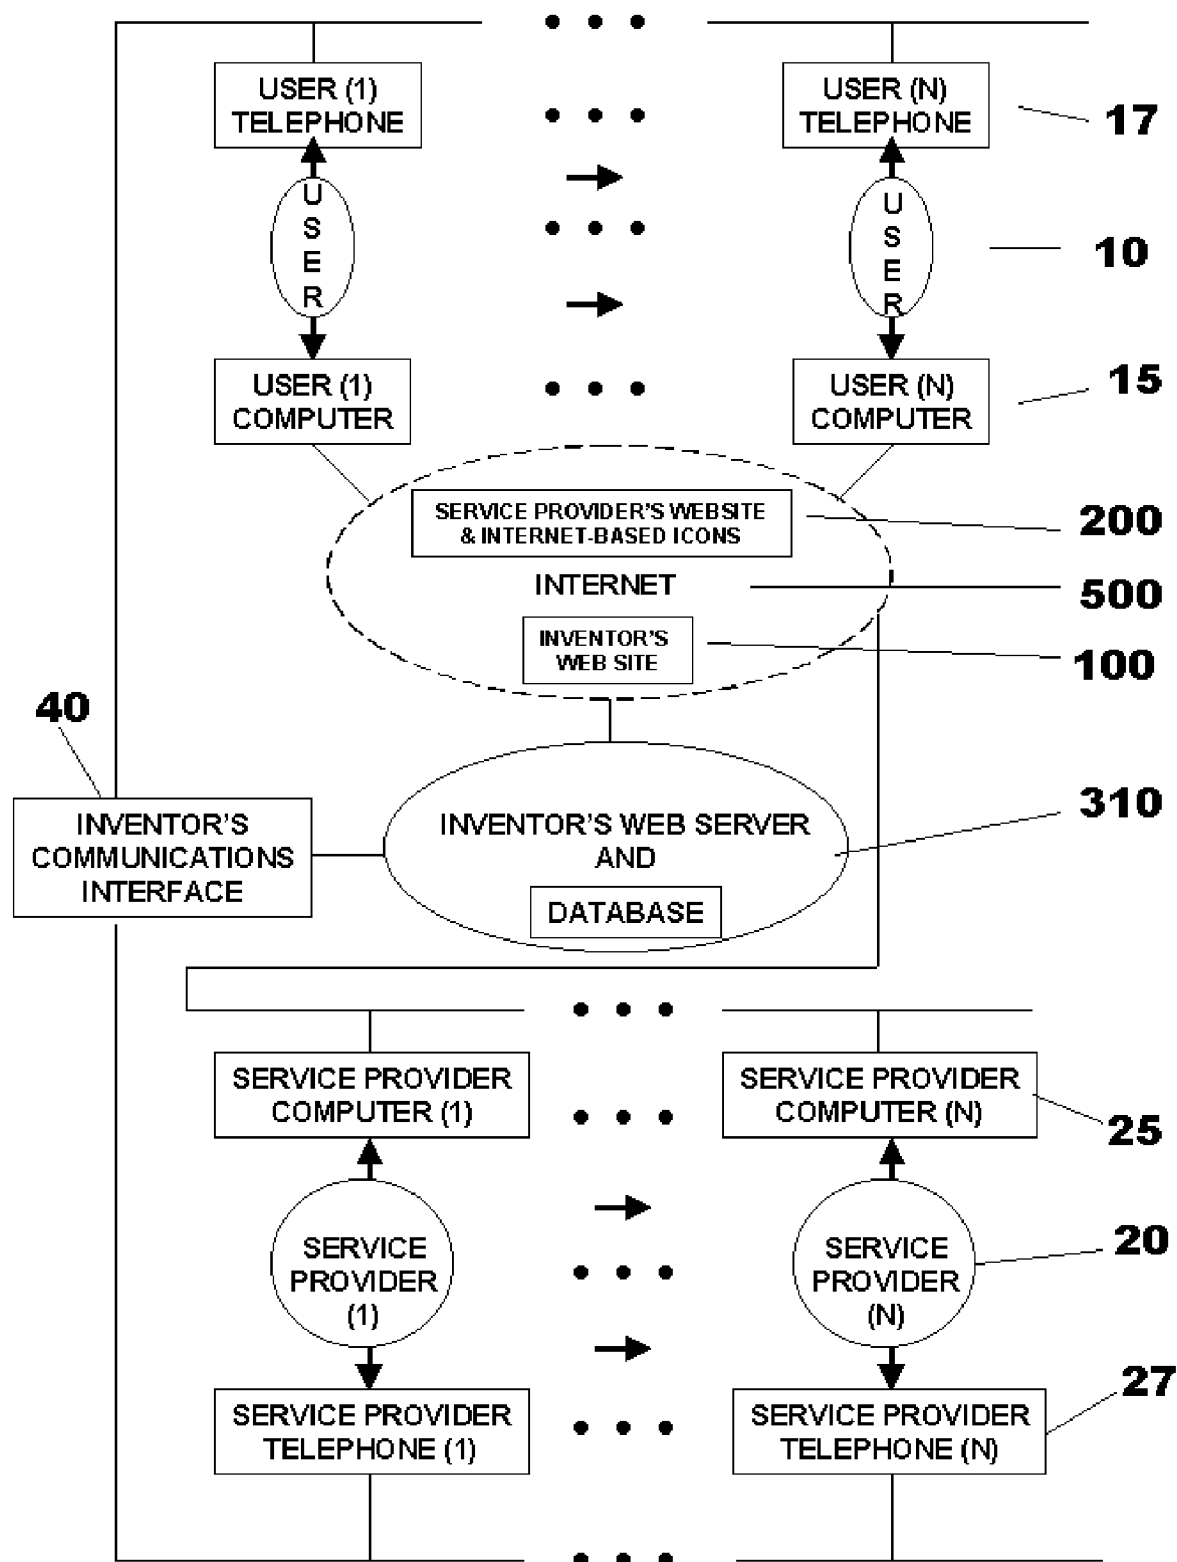 USER (1)
TELEPHONE
USER (N)
TELEPHONE
17
USER
USER
10
USER (1)
COMPUTER
USER (N)
COMPUTER
15
SERVICE PROVIDER'S WEBSITE
& INTERNET-BASED ICONS
200
INTERNET
500
INVENTOR'S
WEB SITE
100
40
INVENTOR'S
COMMUNICATIONS
INTERFACE
INVENTOR'S WEB SERVER
AND
DATABASE
310
SERVICE PROVIDER
COMPUTER (1)
SERVICE PROVIDER
COMPUTER (N)
25
SERVICE
PROVIDER
(1)
SERVICE
PROVIDER
(N)
20
SERVICE PROVIDER
TELEPHONE (1)
SERVICE PROVIDER
TELEPHONE (N)
27